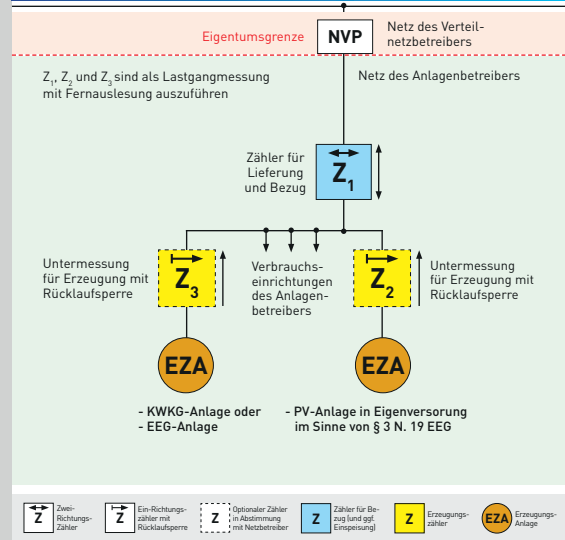 Eigentumsgrenze
NVP
Netz des Verteil-
netzbetreibers
Z1, Z2 und Z3 sind als Lastgangmessung
mit Fernauslesung auszuführen
Netz des Anlagenbetreibers
Zähler für
Lieferung
und Bezug
Z1
Untermessung
für Erzeugung mit
Rücklaufsperre
Z3
Verbrauchs-
einrichtungen
des Anlagen-
betreibers
Z2
Untermessung
für Erzeugung mit
Rücklaufsperre
EZA
EZA
- KWKG-Anlage oder
- EEG-Anlage
- PV-Anlage in Eigenversorung
im Sinne von § 3 N. 19 EEG
Z
Zwei-
Richtungs-
Zähler
Z
Ein-Richtungs-
zähler mit
Rücklaufsperre
Z
Optionaler Zähler
in Abstimmung
mit Netzbetreiber
Z
Zähler für Be-
zug (und ggf.
Einspeisung)
Z
Erzeugungs-
zähler
EZA
Erzeugungs-
Anlage